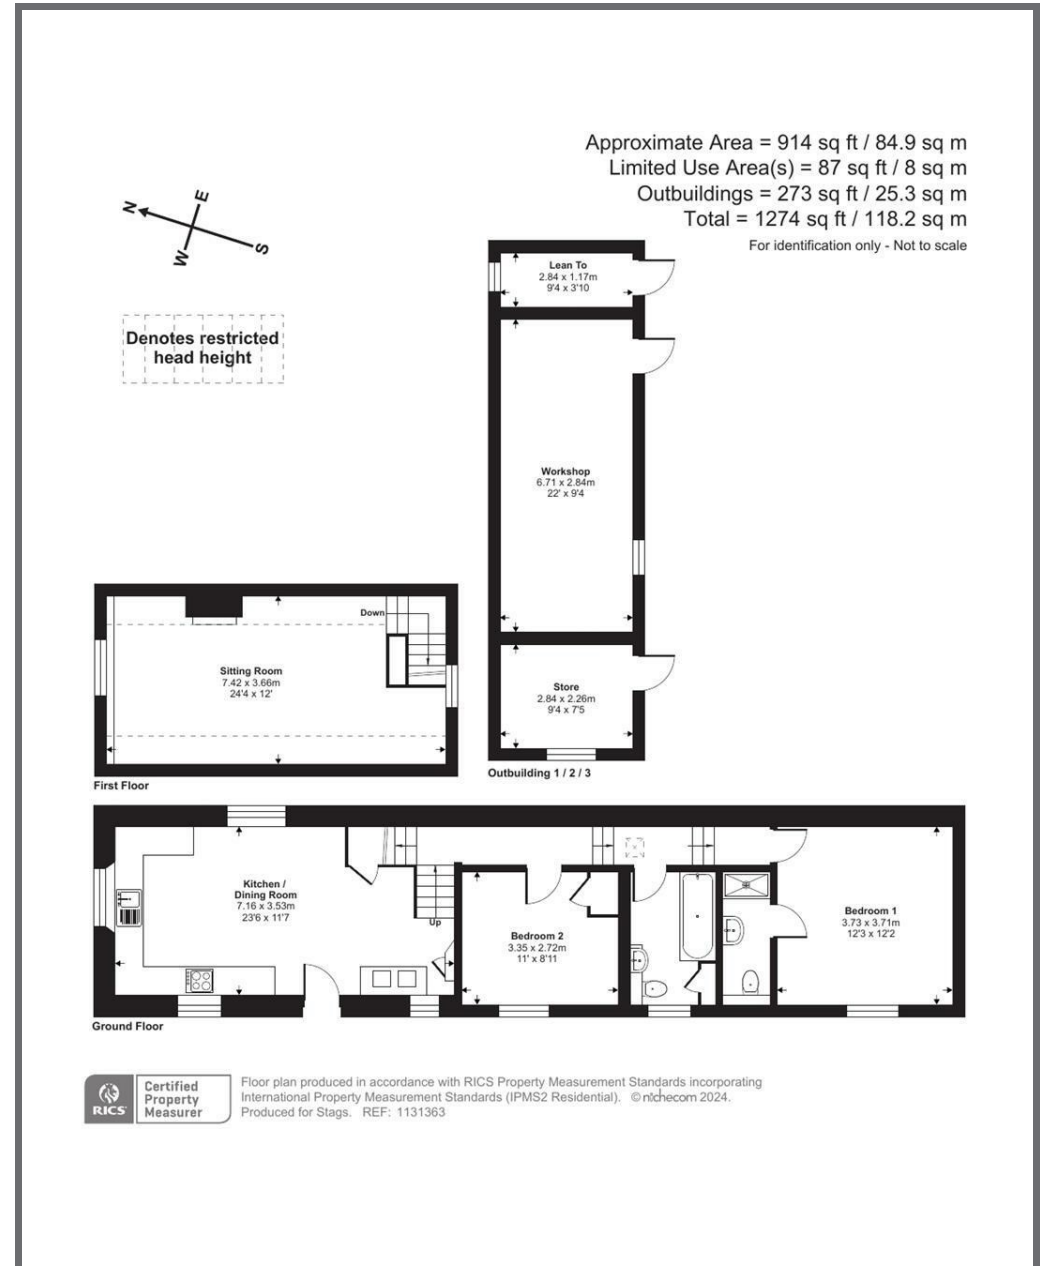 Approximate Area = 914 sq ft / 84.9 sq m
Limited Use Area(s) = 87 sq ft / 8 sq m
Outbuildings = 273 sq ft / 25.3 sq m
Total = 1274 sq ft / 118.2 sq m
For identification only - Not to scale
N
E
W
S
Denotes restricted
head height
Lean To
2.84 x 1.17m
9'4 x 3'10
Workshop
6.71 x 2.84m
22' x 9'4
Store
2.84 x 2.26m
9'4 x 7'5
Outbuilding 1 / 2 / 3
Down
Sitting Room
7.42 x 3.66m
24'4 x 12'
First Floor
Kitchen /
Dining Room
7.16 x 3.53m
23'6 x 11'7
Up
Bedroom 2
3.35 x 2.72m
11' x 8'11
Bedroom 1
3.73 x 3.71m
12'3 x 12'2
Ground Floor
RICS
Certified
Property
Measurer
Floor plan produced in accordance with RICS Property Measurement Standards incorporating
International Property Measurement Standards (IPMS2 Residential). © nichecom 2024.
Produced for Stags. REF: 1131363